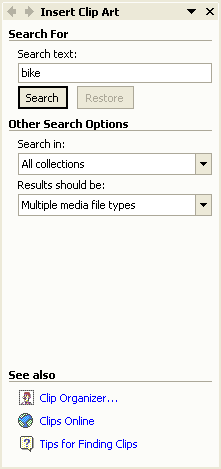 Insert Clip Art
Search For
Search text:
bike
Search Restore
Other Search Options
Search in:
All collections
Results should be:
Multiple media file types
See also
Clip Organizer...
Clips Online
Tips for Finding Clips